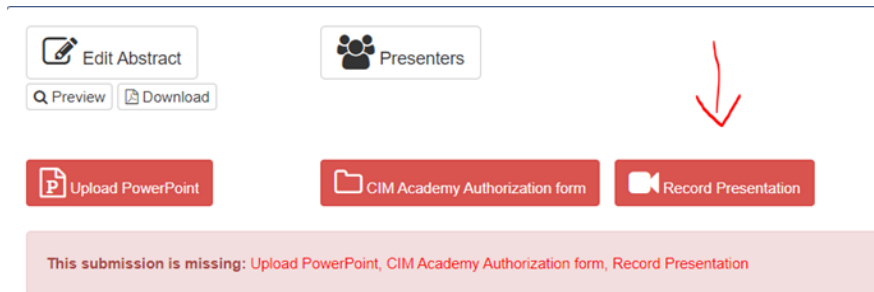 Edit Abstract
Presenters
Preview
Download
Upload PowerPoint
CIM Academy Authorization form
Record Presentation
This submission is missing: Upload PowerPoint, CIM Academy Authorization form, Record Presentation